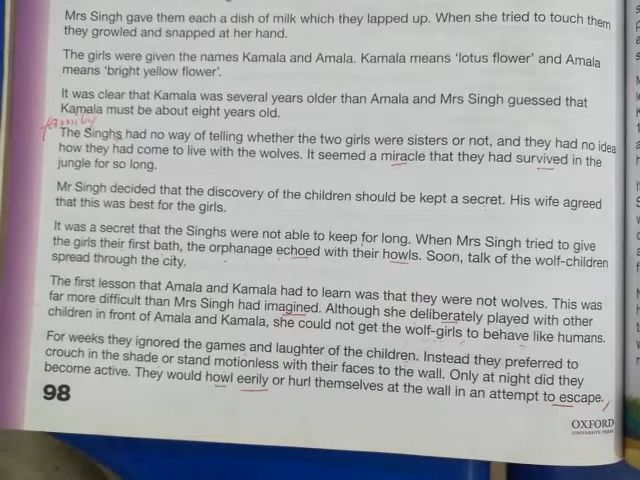 Mrs Singh gave them each a dish of milk which they lapped up. When she tried to touch them
they growled and snapped at her hand.
The girls were given the names Kamala and Amala. Kamala means 'lotus flower' and Amala
means 'bright yellow flower'.
It was clear that Kamala was several years older than Amala and Mrs Singh guessed that
Kamala must be about eight years old.
family
The Singhs had no way of telling whether the two girls were sisters or not, and they had no idea
how they had come to live with the wolves. It seemed a miracle that they had survived in the
jungle for so long.
Mr Singh decided that the discovery of the children should be kept a secret. His wife agreed
that this was best for the girls.
It was a secret that the Singhs were not able to keep for long. When Mrs Singh tried to give
the girls their first bath, the orphanage echoed with their howls. Soon, talk of the wolf-children
spread through the city.
The first lesson that Amala and Kamala had to learn was that they were not wolves. This was
far more difficult than Mrs Singh had imagined. Although she deliberately played with other
children in front of Amala and Kamala, she could not get the wolf-girls to behave like humans.
For weeks they ignored the games and laughter of the children. Instead they preferred to
crouch in the shade or stand motionless with their faces to the wall. Only at night did they
become active. They would howl eerily or hurl themselves at the wall in an attempt to escape.
98
OXFORD
UNIVERSITY PRESS